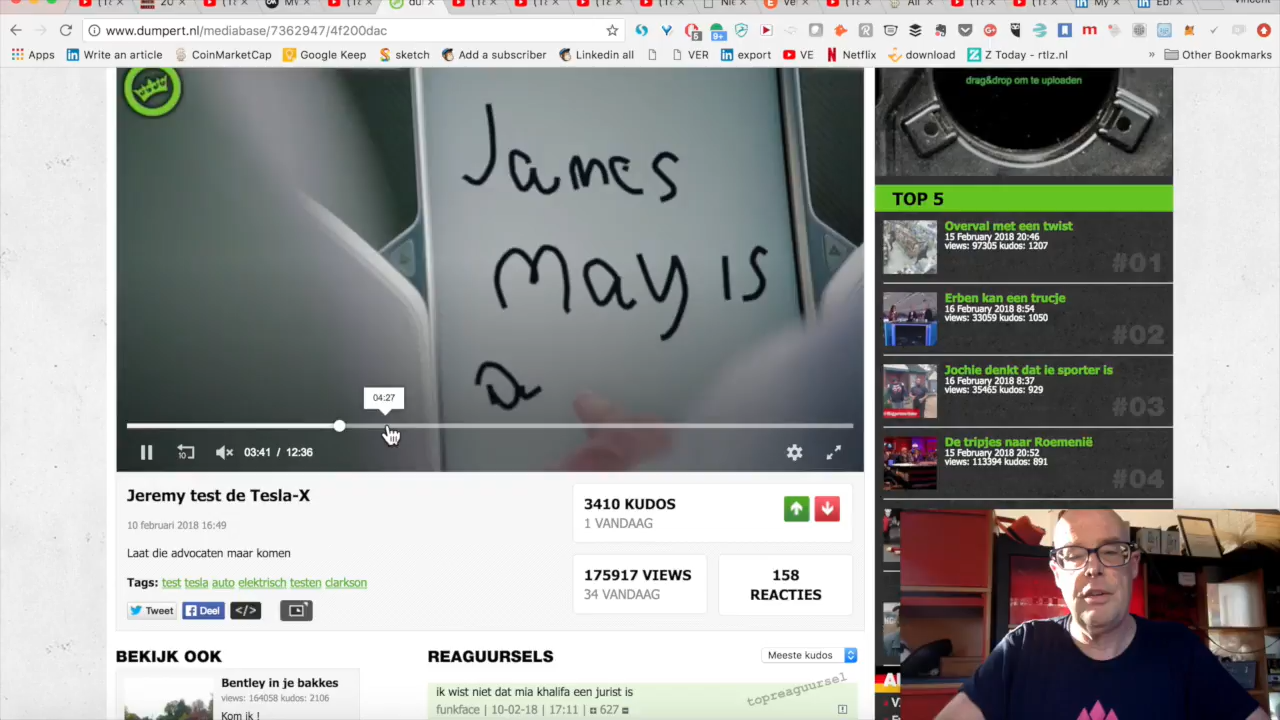 www.dumpert.nl/mediabase/7362947/4f200dac
Vincent
Apps
Write an article
CoinMarketCap
Google Keep
sketch
Add a subscriber
Linkedin all
VER
export
VE
Netflix
download
Z Today - rtlz.nl
»
Other Bookmarks
James
May is
04:27
03:41 / 12:36
drag&drop om te uploaden
TOP 5
Overval met een twist
15 February 2018 20:46
views: 97305 kudos: 1207
#01
Erben kan een trucje
16 February 2018 8:54
views: 33059 kudos: 1050
#02
Jochie denkt dat ie sporter is
16 February 2018 8:37
views: 35465 kudos: 929
#03
De tripjes naar Roemenië
15 February 2018 20:52
views: 113394 kudos: 891
#04
Jeremy test de Tesla-X
10 februari 2018 16:49
Laat die advocaten maar komen
Tags: test tesla auto elektrisch testen clarkson
Tweet
Deel
</>
3410 KUDOS
1 VANDAAG
175917 VIEWS
34 VANDAAG
158
REACTIES
BEKIJK OOK
Bentley in je bakkes
views: 164058 kudos: 2106
Kom ik !
REAGUURSELS
Meeste kudos
ik wist niet dat mia khalifa een jurist is
funkface | 10-02-18 | 17:11 | 627
topreaguursel